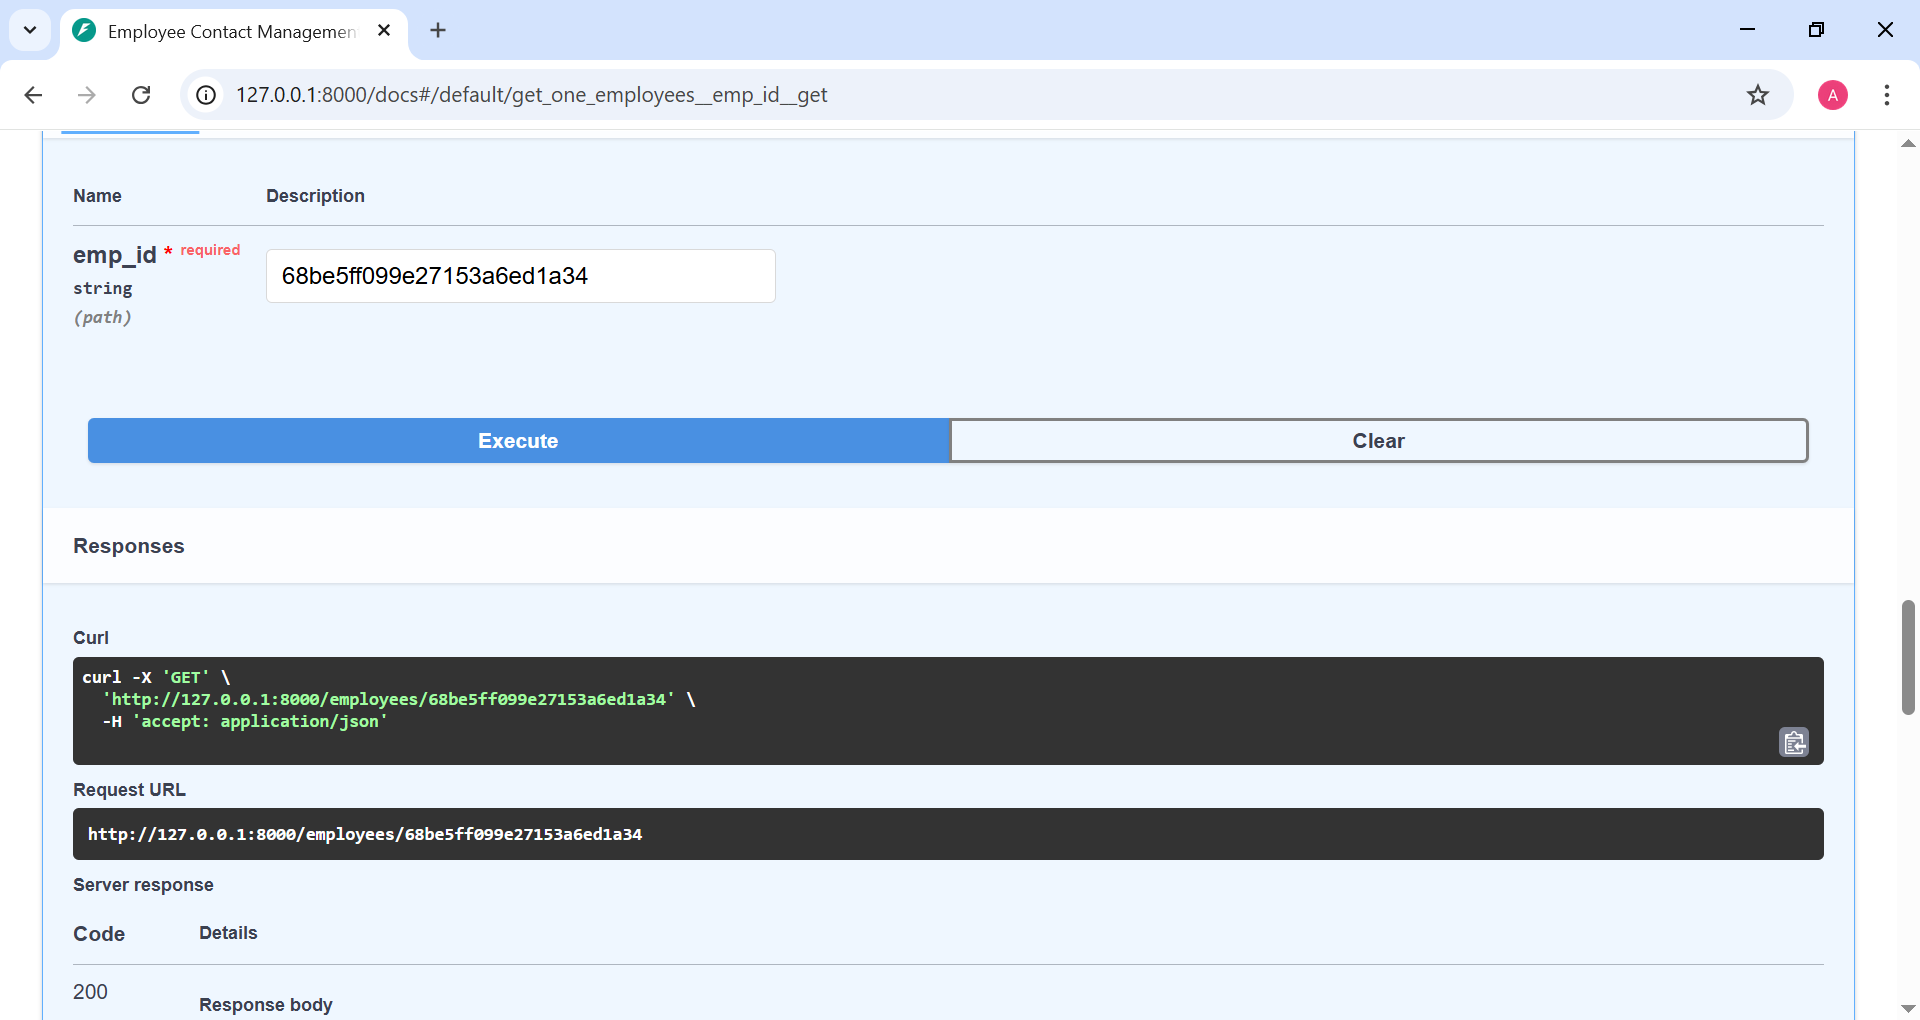 Employee Contact Managemen
127.0.0.1:8000/docs#/default/get_one_employees__emp_id__get
A
Name Description
emp_id * required
string
(path)
68be5ff099e27153a6ed1a34
Execute Clear
Responses
Curl
curl -X 'GET' \
'http://127.0.0.1:8000/employees/68be5ff099e27153a6ed1a34' \
-H 'accept: application/json'
Request URL
http://127.0.0.1:8000/employees/68be5ff099e27153a6ed1a34
Server response
Code Details
200
Response body